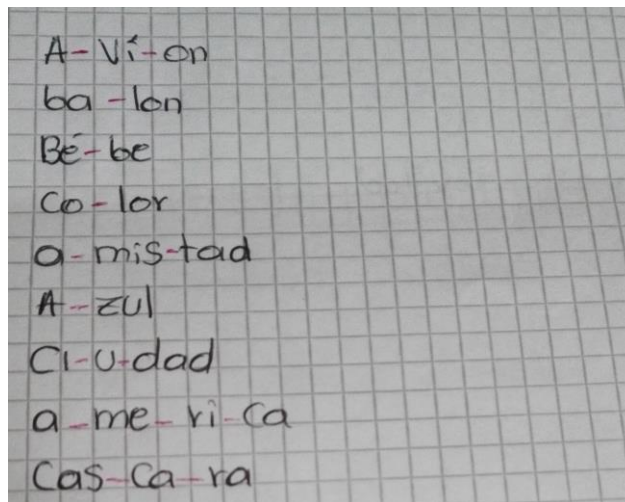 A-Ví-on
ba-lon
Bé-be
Co-lor
a-mis-tad
A-zul
Ci-u-dad
a-me-ri-ca
Cas-ca-ra